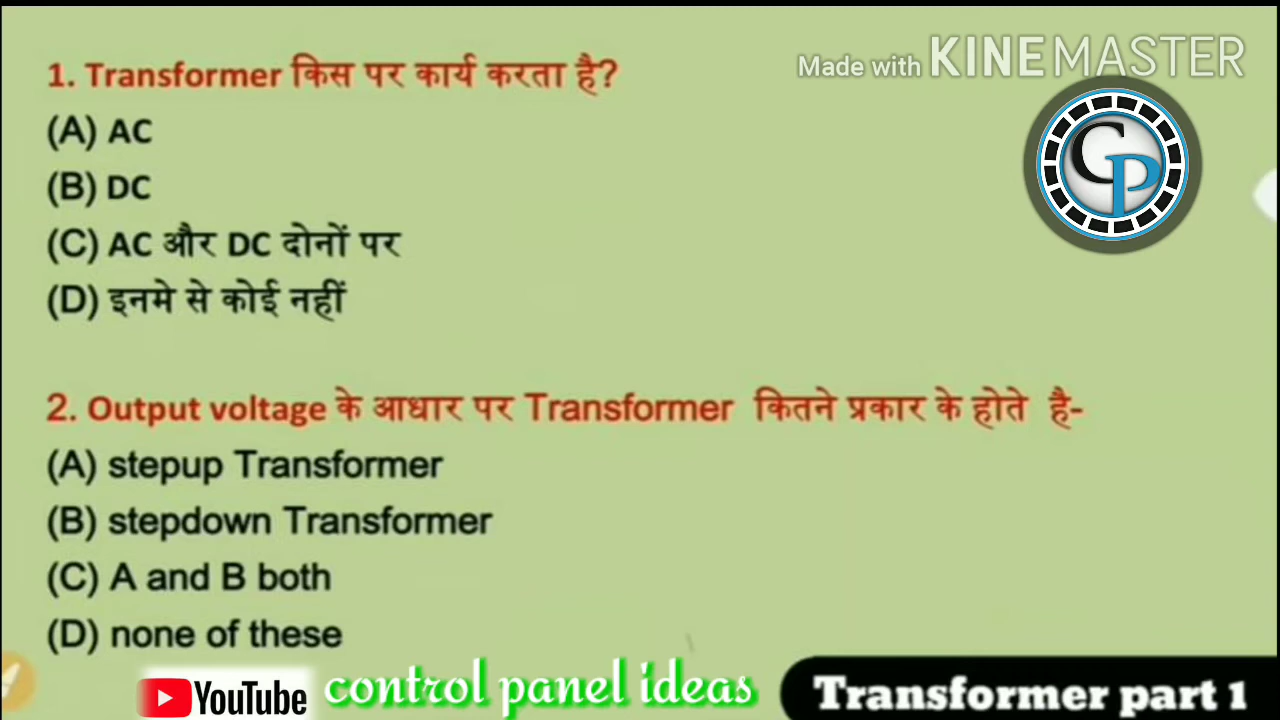 Made with KINEMASTER
CP
1. Transformer किस पर कार्य करता है?
(A) AC
(B) DC
(C) AC और DC दोनों पर
(D) इनमे से कोई नहीं
2. Output voltage के आधार पर Transformer कितने प्रकार के होते है-
(A) stepup Transformer
(B) stepdown Transformer
(C) A and B both
(D) none of these
YouTube control panel ideas
Transformer part 1